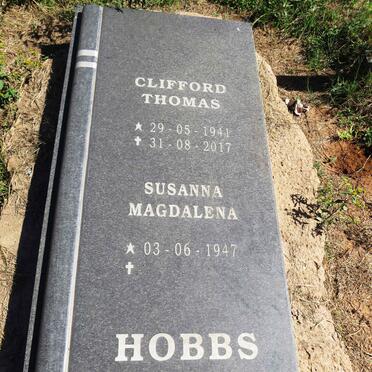 CLIFFORD
THOMAS
★ 29-05-1941
✝ 31-08-2017
SUSANNA
MAGDALENA
★ 03-06-1947
✝
HOBBS